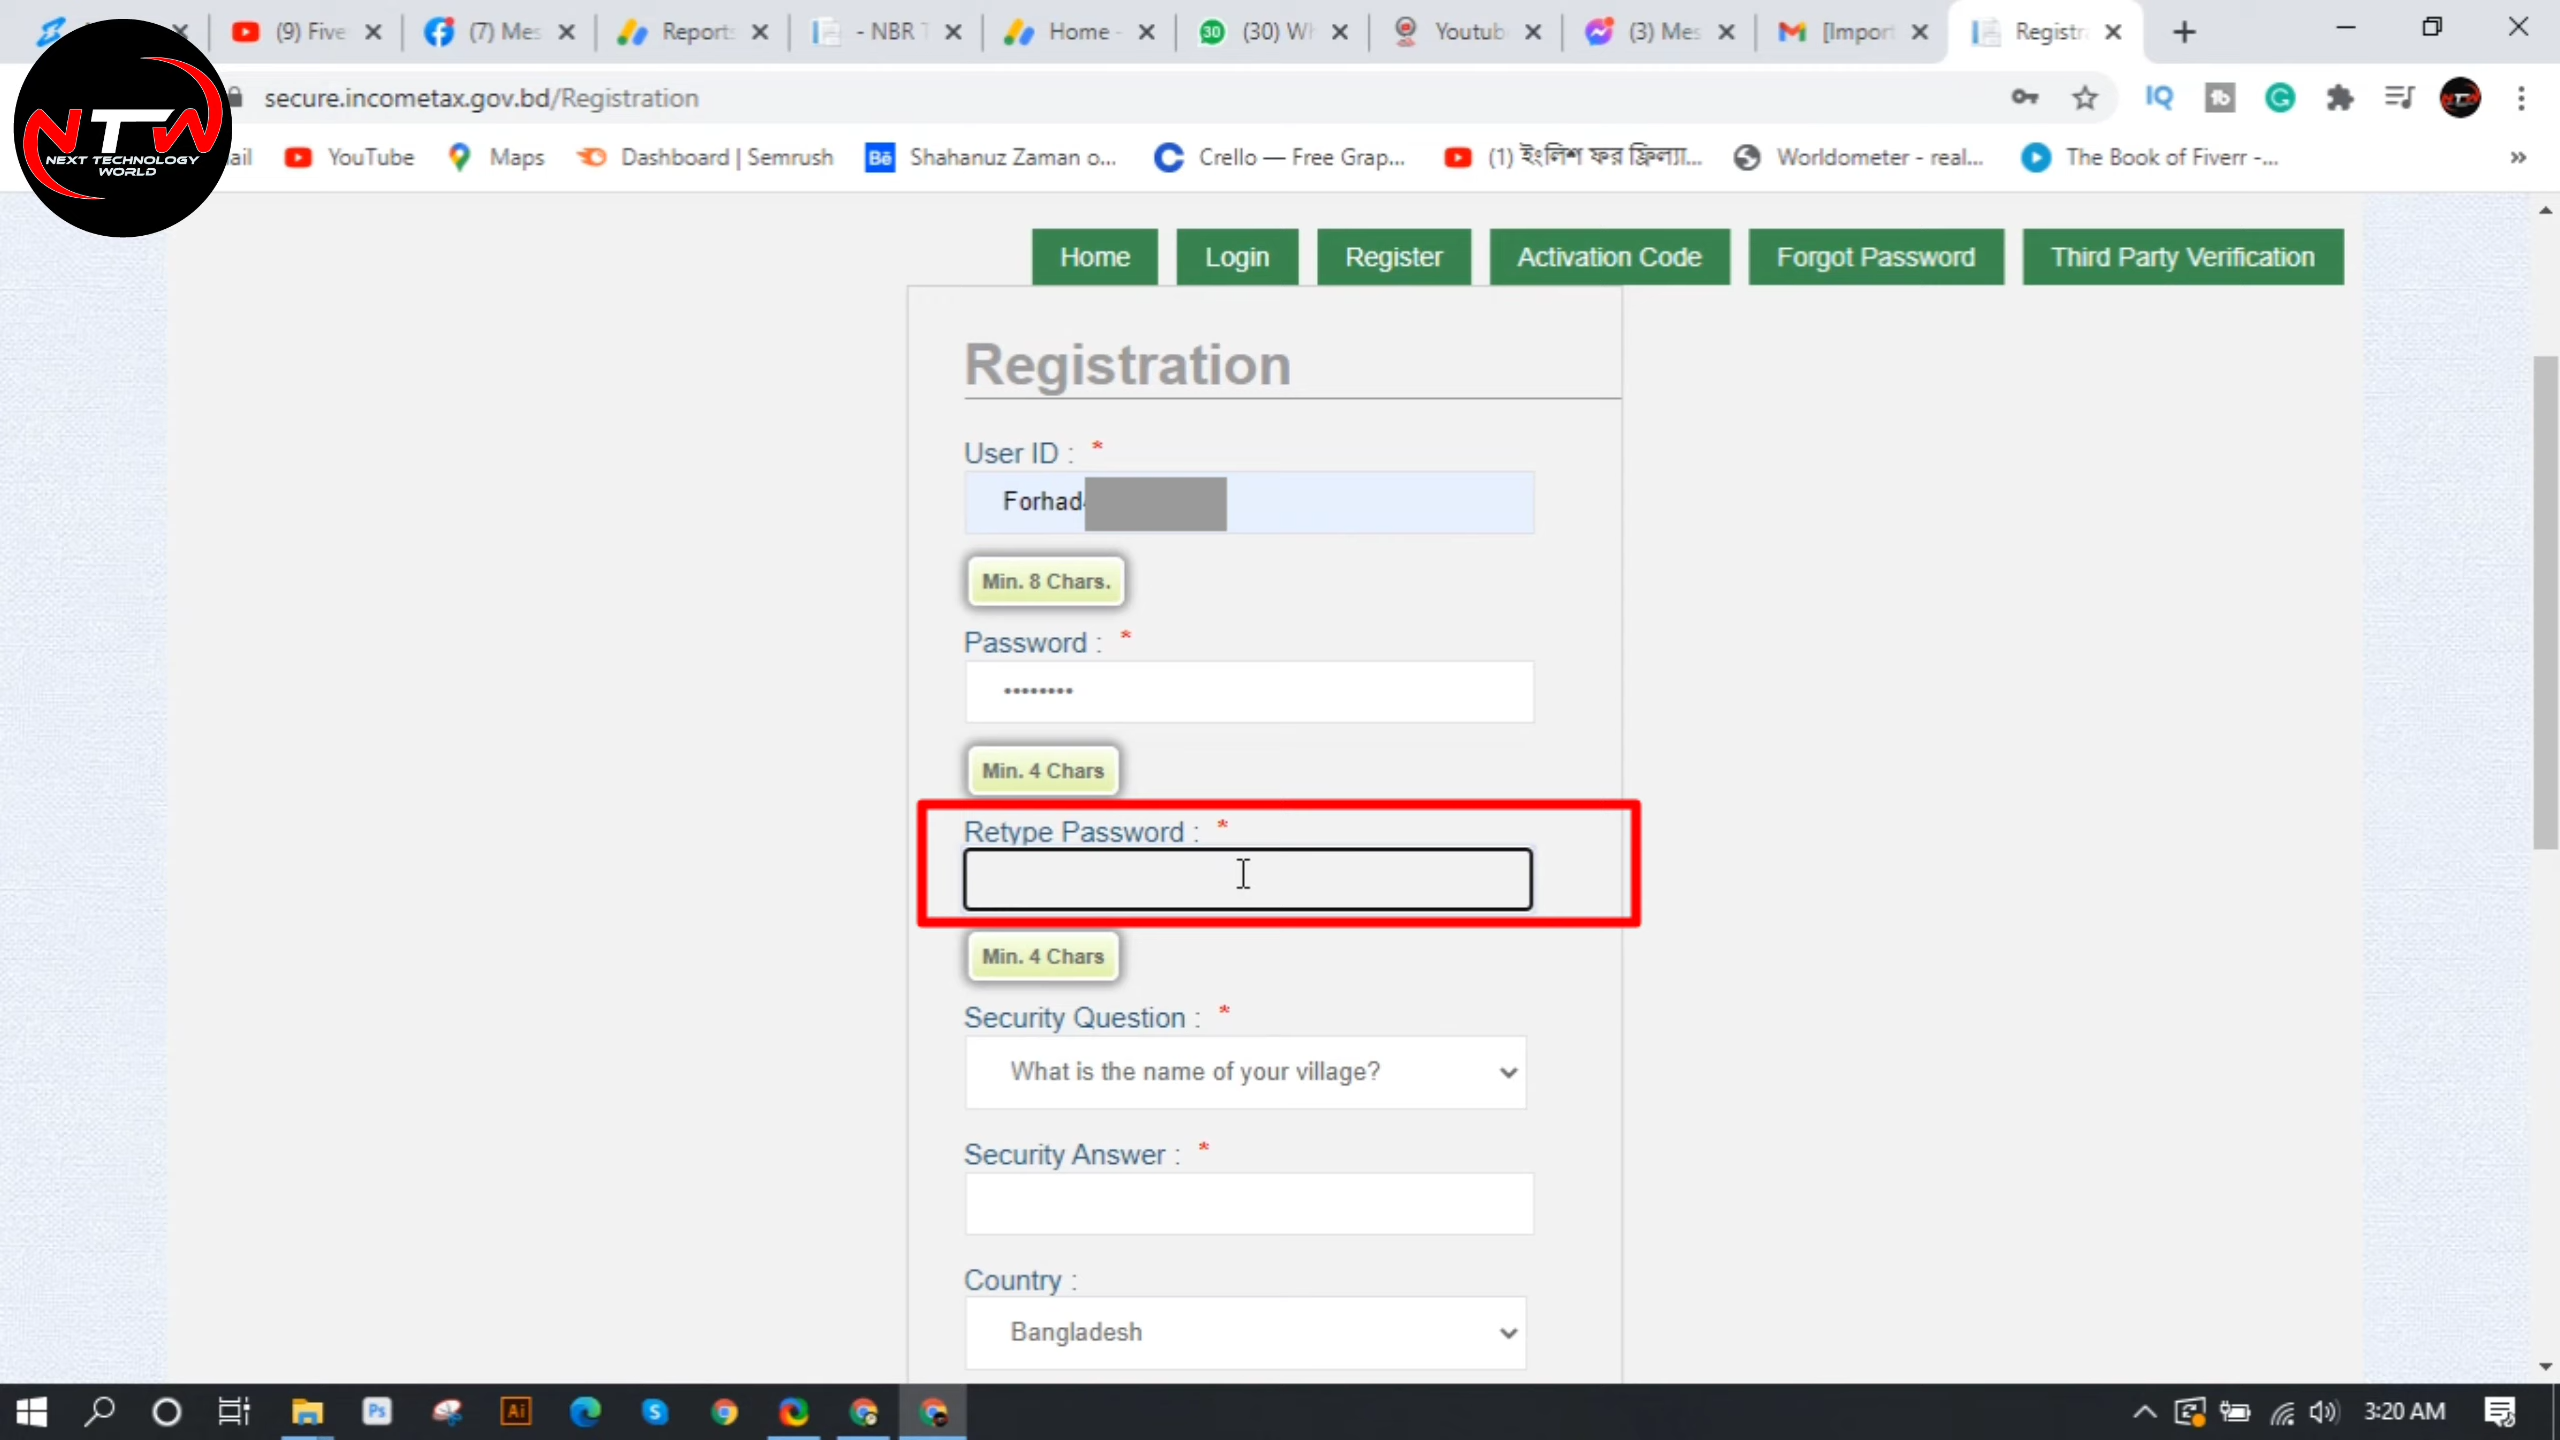 (9) Five
(7) Mes
Reports
- NBR T
Home -
(30) Wh
Youtub
(3) Mes
[Import
Registra
secure.incometax.gov.bd/Registration
NTW
NEXT TECHNOLOGY
WORLD
ail
YouTube
Maps
Dashboard | Semrush
Shahanuz Zaman o...
Crello — Free Grap...
(1) ইংলিশ ফর ফ্রিল্যা...
Worldometer - real...
The Book of Fiverr -...
Home
Login
Register
Activation Code
Forgot Password
Third Party Verification
Registration
User ID : *
Forhad
Min. 8 Chars.
Password : *
Min. 4 Chars
Retype Password : *
Min. 4 Chars
Security Question : *
What is the name of your village?
Security Answer : *
Country :
Bangladesh
3:20 AM